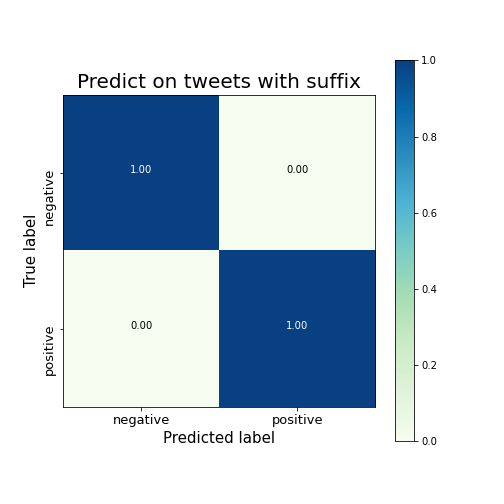 Predict on tweets with suffix
1.0
0.8
0.6
0.4
0.2
0.0
True label
negative
positive
1.00
0.00
0.00
1.00
negative
positive
Predicted label